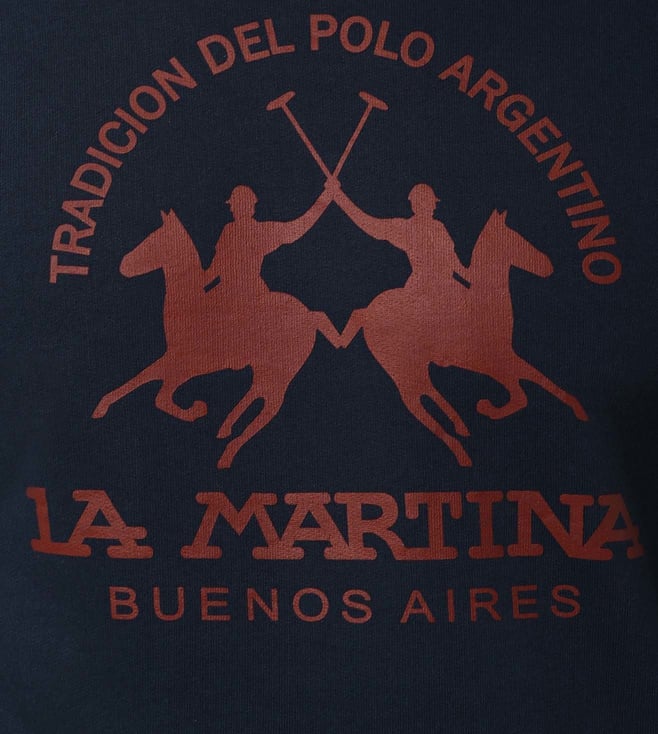 TRADICION DEL POLO ARGENTINO
LA MARTINA
BUENOS AIRES